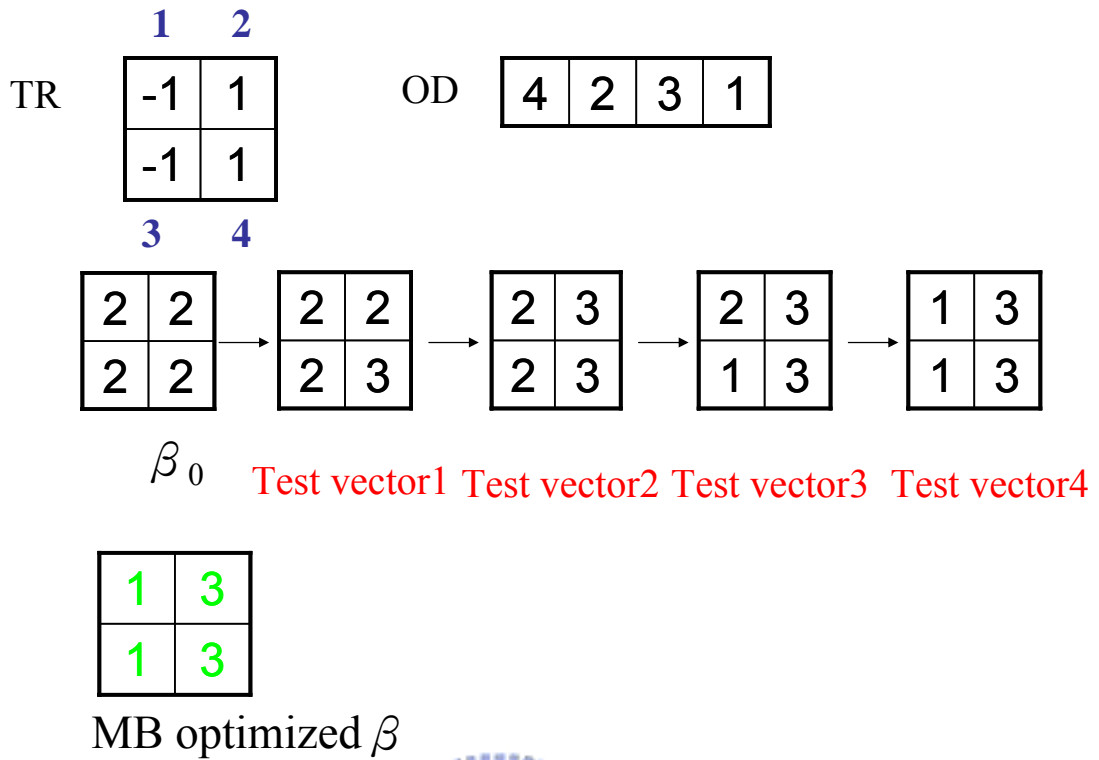 1 2
TR -1 1 OD 4 2 3 1
-1 1
3 4
2 2 2 2 2 3 2 3 1 3
2 2 2 3 2 3 1 3 1 3
β 0 Test vector1 Test vector2 Test vector3 Test vector4
1 3
1 3
MB optimized β